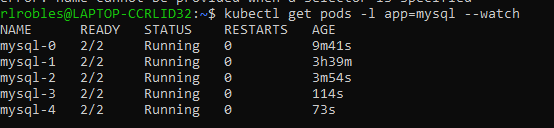 error: name cannot be provided when a selector is specified
rlrobles@LAPTOP-CCRLID32:~$ kubectl get pods -l app=mysql --watch
NAME READY STATUS RESTARTS AGE
mysql-0 2/2 Running 0 9m41s
mysql-1 2/2 Running 0 3h39m
mysql-2 2/2 Running 0 3m54s
mysql-3 2/2 Running 0 114s
mysql-4 2/2 Running 0 73s